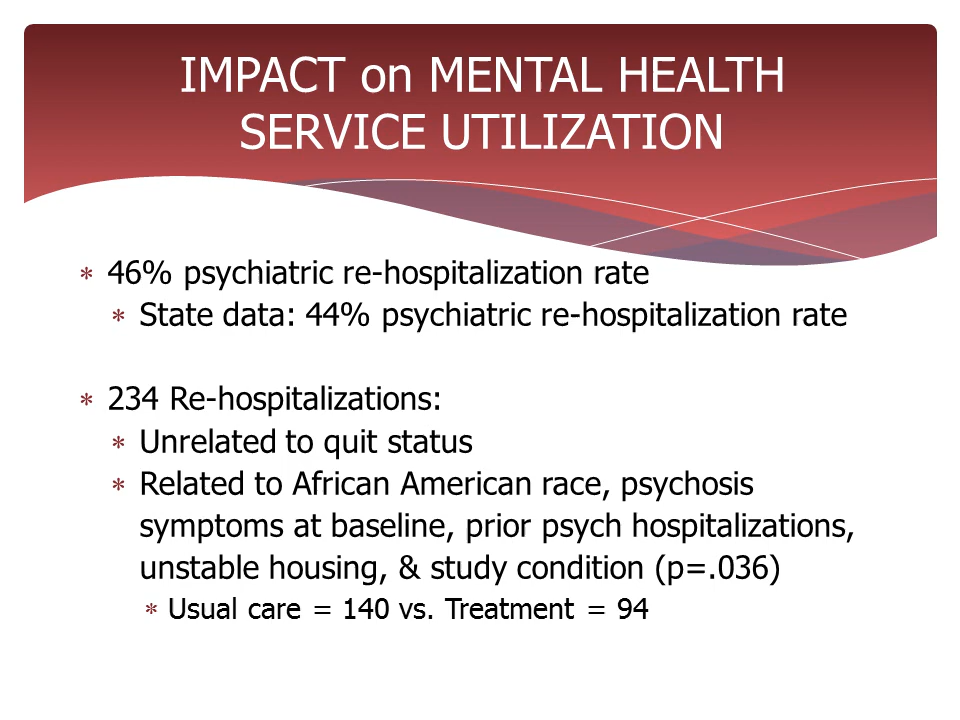 IMPACT on MENTAL HEALTH
SERVICE UTILIZATION
* 46% psychiatric re-hospitalization rate
* State data: 44% psychiatric re-hospitalization rate
* 234 Re-hospitalizations:
* Unrelated to quit status
* Related to African American race, psychosis
symptoms at baseline, prior psych hospitalizations,
unstable housing, & study condition (p=.036)
* Usual care = 140 vs. Treatment = 94